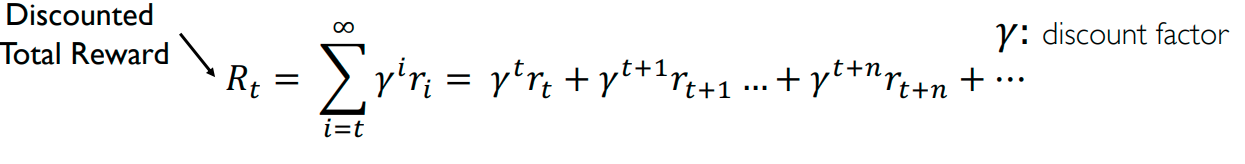 Discounted
Total Reward
γ: discount factor
R_t = ∑_{i=t}^{∞} γ^i r_i = γ^t r_t + γ^{t+1} r_{t+1} ... + γ^{t+n} r_{t+n} + ⋯